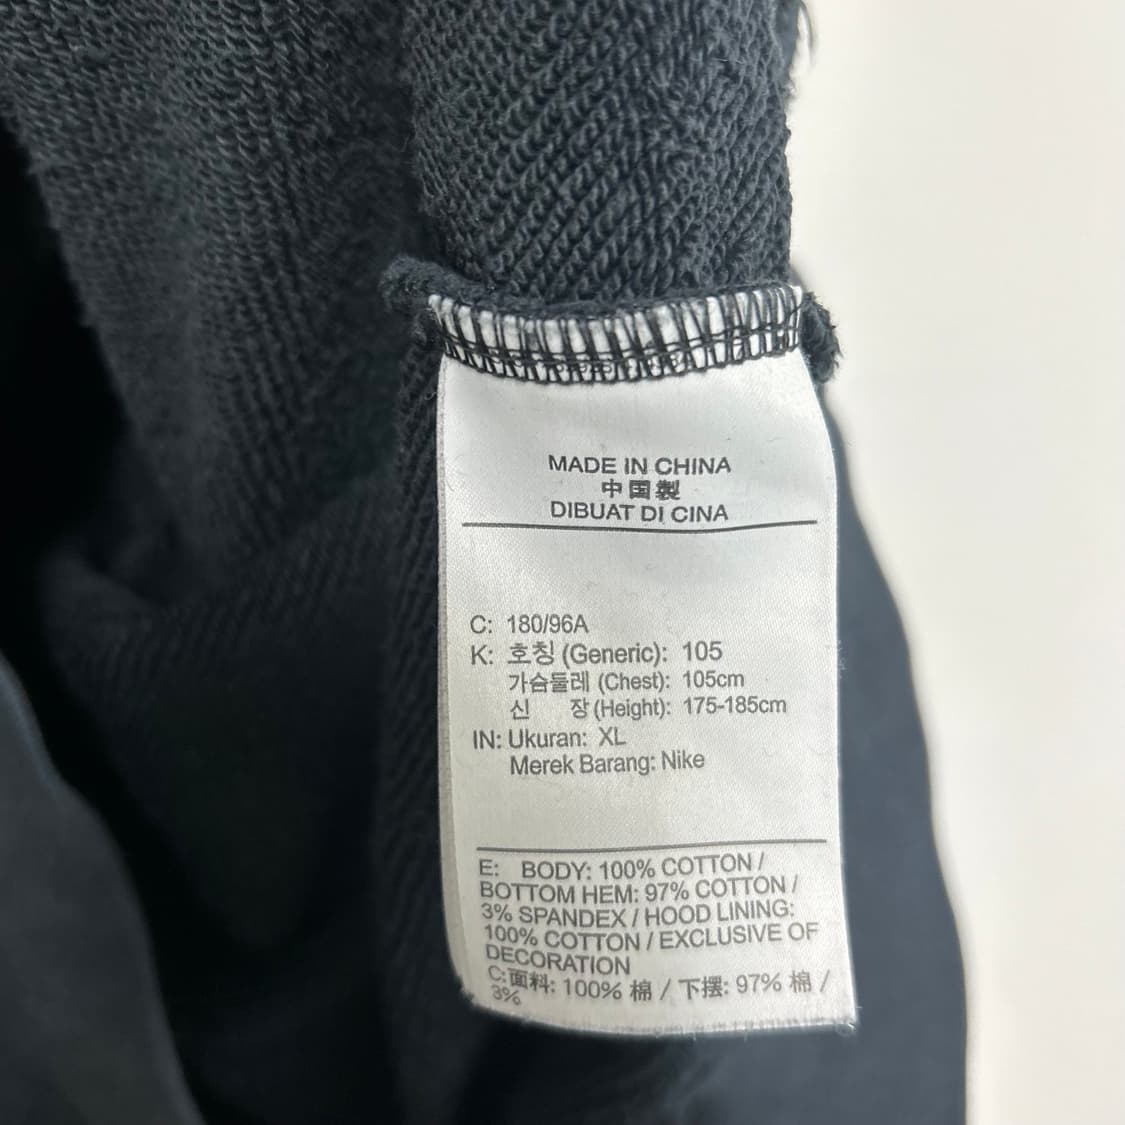 MADE IN CHINA
中国製
DIBUAT DI CINA
C: 180/96A
K: 호칭 (Generic): 105
가슴둘레 (Chest): 105cm
신 장 (Height): 175-185cm
IN: Ukuran: XL
Merek Barang: Nike
E: BODY: 100% COTTON /
BOTTOM HEM: 97% COTTON /
3% SPANDEX / HOOD LINING:
100% COTTON / EXCLUSIVE OF
DECORATION
C:面料: 100% 棉 / 下摆: 97% 棉 /
3%